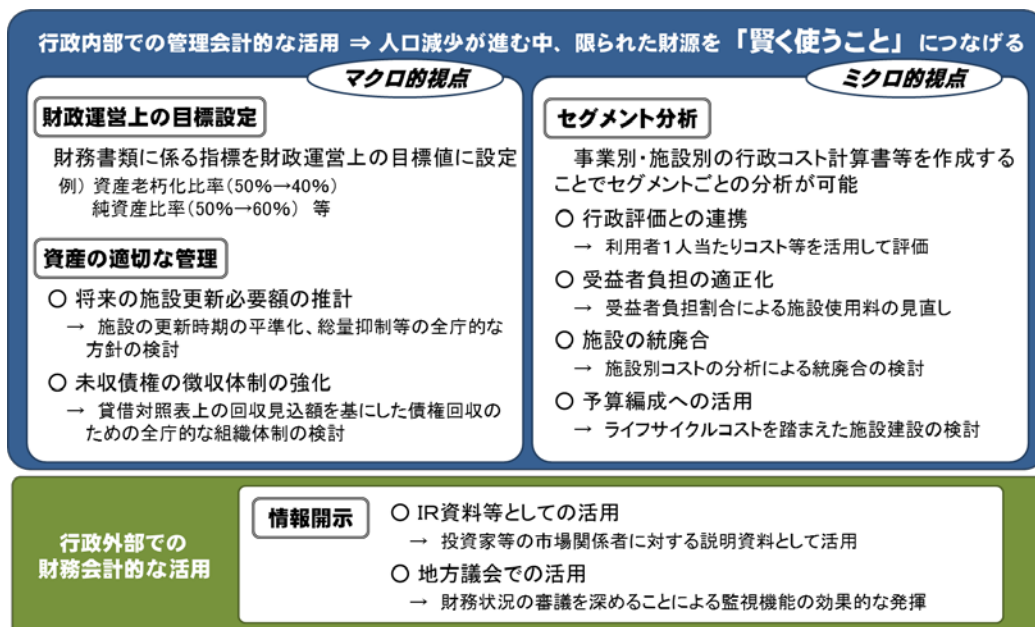 行政内部での管理会計的な活用 ⇒ 人口減少が進む中、限られた財源を 「賢く使うこと」 につなげる
マクロ的視点
財政運営上の目標設定
財務書類に係る指標を財政運営上の目標値に設定
例) 資産老朽化比率(50%→40%)
純資産比率(50%→60%) 等
資産の適切な管理
○ 将来の施設更新必要額の推計
→ 施設の更新時期の平準化、総量抑制等の全庁的な
方針の検討
○ 未収債権の徴収体制の強化
→ 貸借対照表上の回収見込額を基にした債権回収の
ための全庁的な組織体制の検討
ミクロ的視点
セグメント分析
事業別・施設別の行政コスト計算書等を作成する
ことでセグメントごとの分析が可能
○ 行政評価との連携
→ 利用者1人当たりコスト等を活用して評価
○ 受益者負担の適正化
→ 受益者負担割合による施設使用料の見直し
○ 施設の統廃合
→ 施設別コストの分析による統廃合の検討
○ 予算編成への活用
→ ライフサイクルコストを踏まえた施設建設の検討
行政外部での
財務会計的な活用
情報開示
○ IR資料等としての活用
→ 投資家等の市場関係者に対する説明資料として活用
○ 地方議会での活用
→ 財務状況の審議を深めることによる監視機能の効果的な発揮